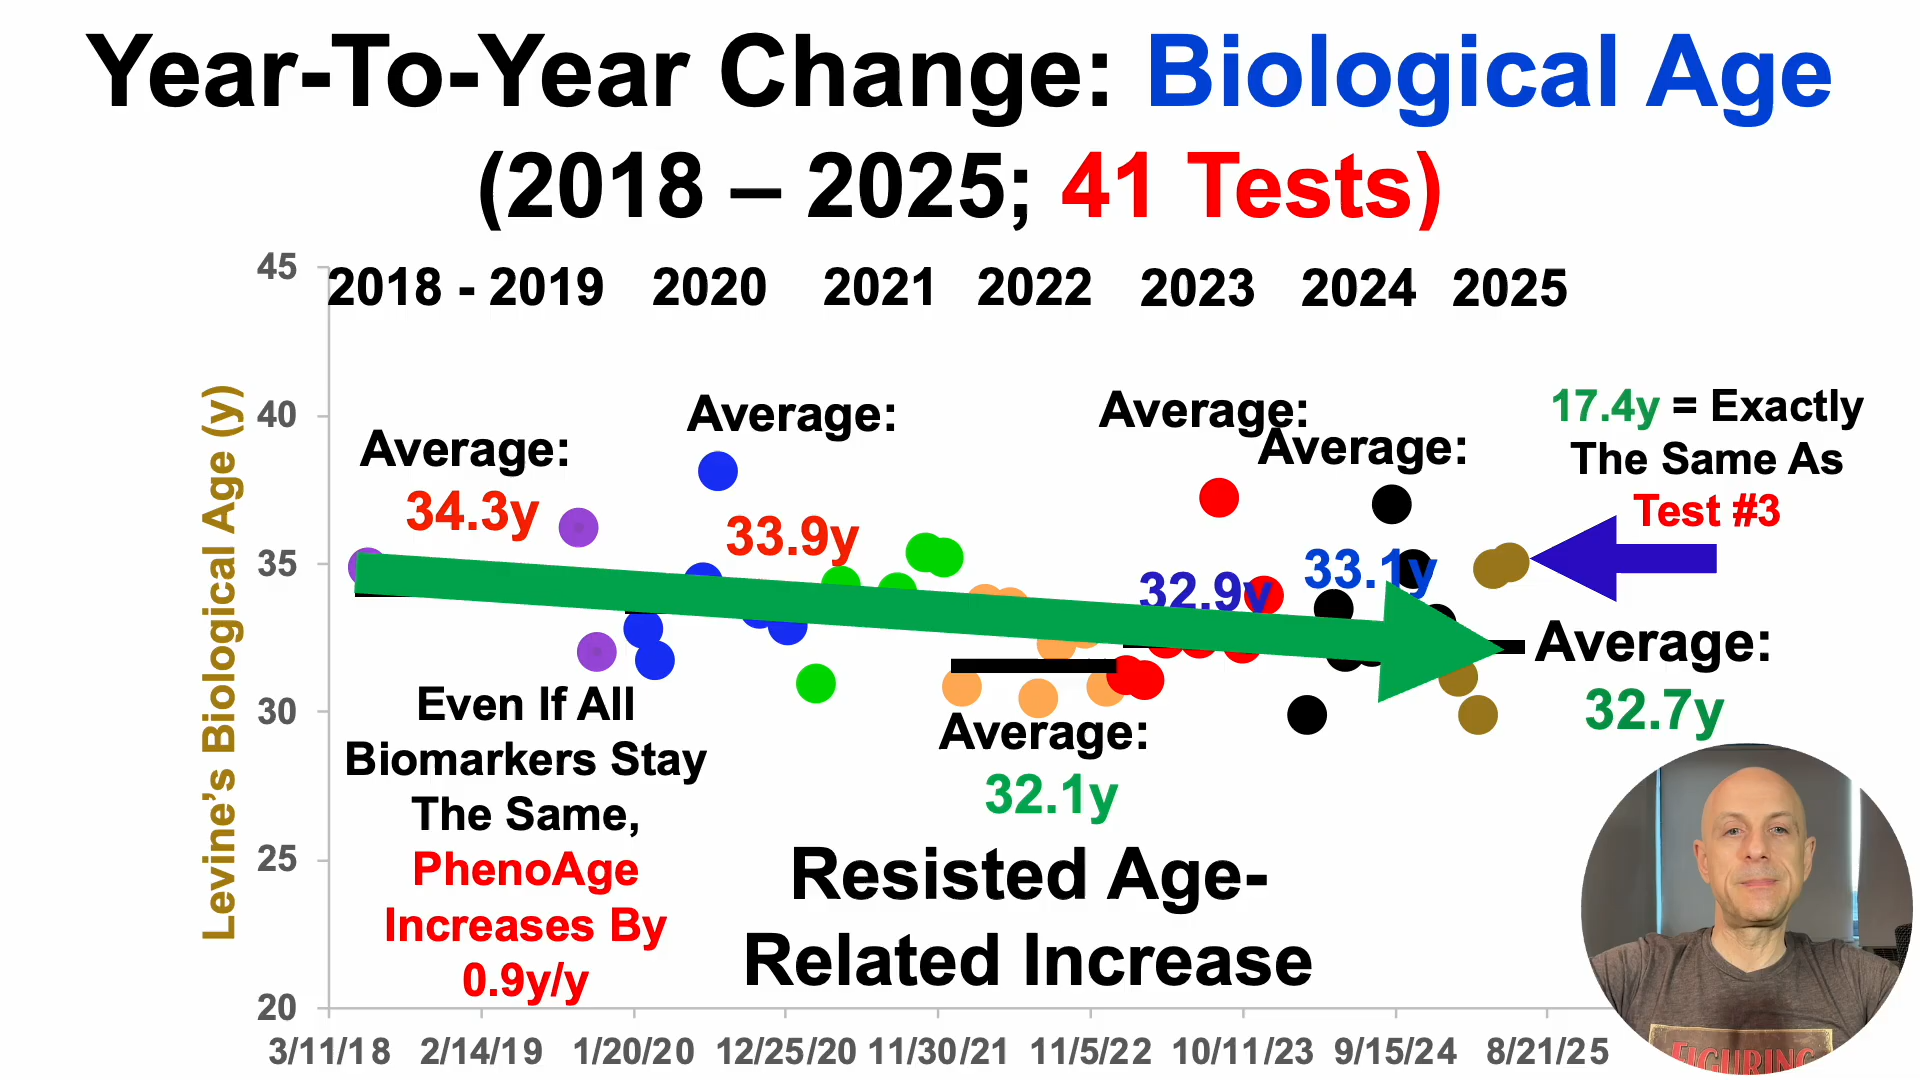 Year-To-Year Change: Biological Age
(2018 – 2025; 41 Tests)
45
2018 - 2019
2020
2021
2022
2023
2024
2025
40
35
30
25
20
Levine's Biological Age (y)
Average:
34.3y
Average:
33.9y
Average:
32.9y
Average:
33.1y
17.4y = Exactly
The Same As
Test #3
Average:
32.7y
Average:
32.1y
Even If All
Biomarkers Stay
The Same,
PhenoAge
Increases By
0.9y/y
Resisted Age-
Related Increase
3/11/18
2/14/19
1/20/20
12/25/20
11/30/21
11/5/22
10/11/23
9/15/24
8/21/25
FIGURING